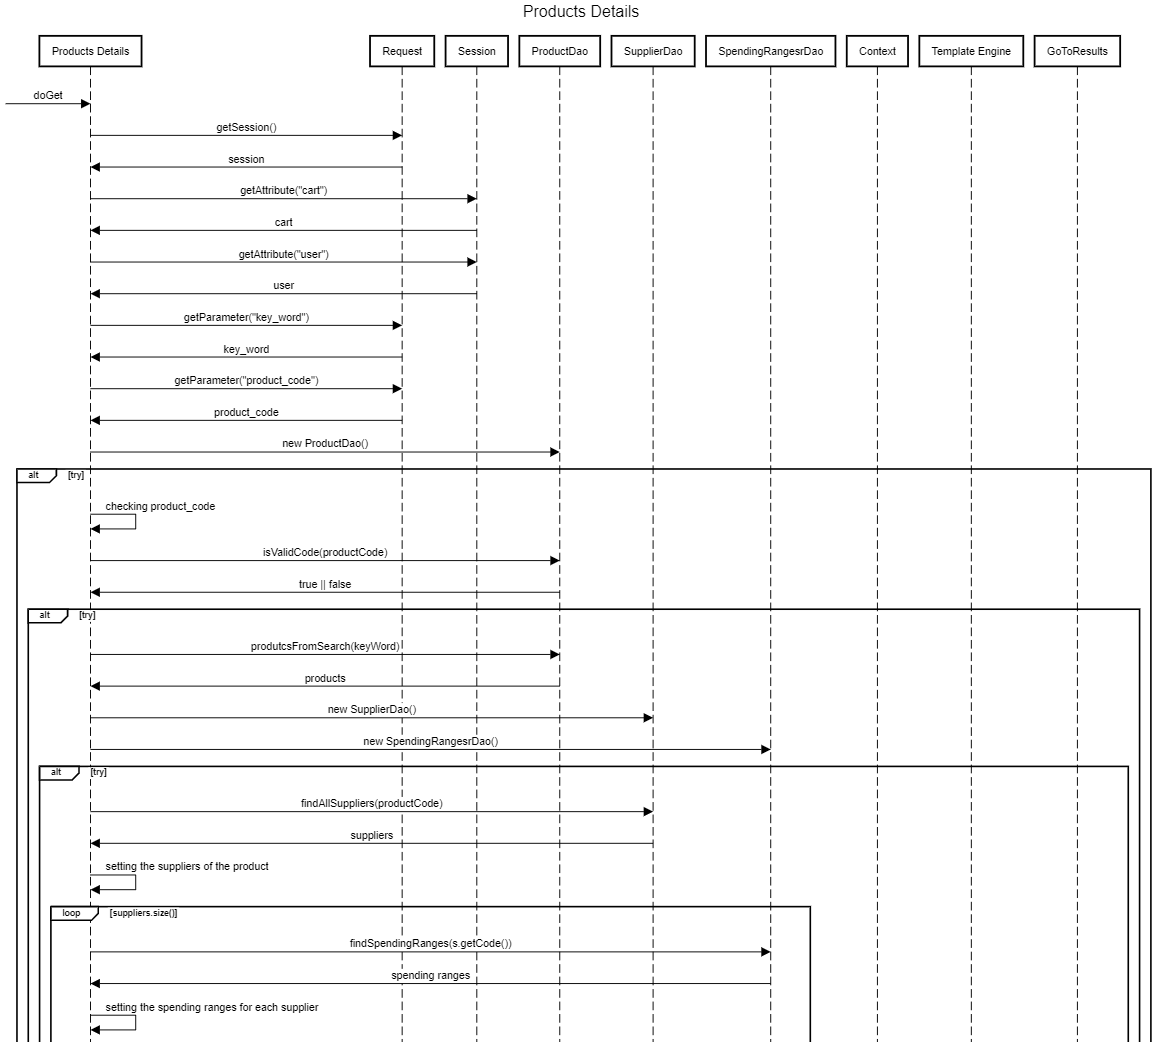 Products Details
Products Details
Request
Session
ProductDao
SupplierDao
SpendingRangesrDao
Context
Template Engine
GoToResults
doGet
getSession()
session
getAttribute("cart")
cart
getAttribute("user")
user
getParameter("key_word")
key_word
getParameter("product_code")
product_code
new ProductDao()
alt [try]
checking product_code
isValidCode(productCode)
true || false
alt [try]
produtcsFromSearch(keyWord)
products
new SupplierDao()
new SpendingRangesrDao()
alt [try]
findAllSuppliers(productCode)
suppliers
setting the suppliers of the product
loop [suppliers.size()]
findSpendingRanges(s.getCode())
spending ranges
setting the spending ranges for each supplier